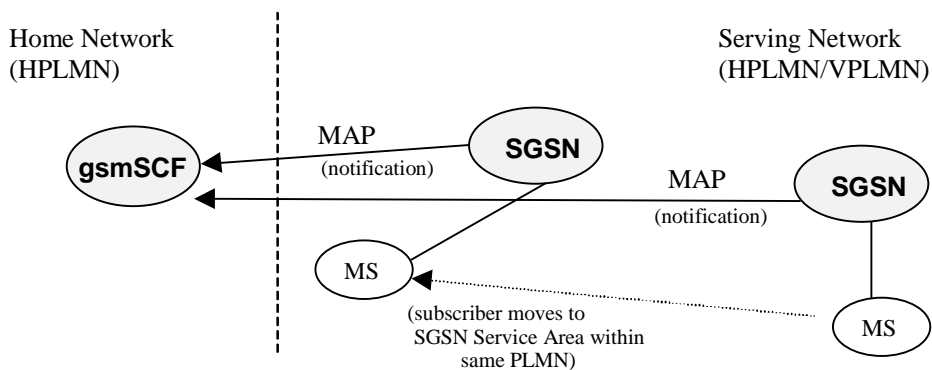 Home Network
(HPLMN)
Serving Network
(HPLMN/VPLMN)
gsmSCF
MAP
(notification)
SGSN
MAP
(notification)
SGSN
MS
(subscriber moves to
SGSN Service Area within
same PLMN)
MS